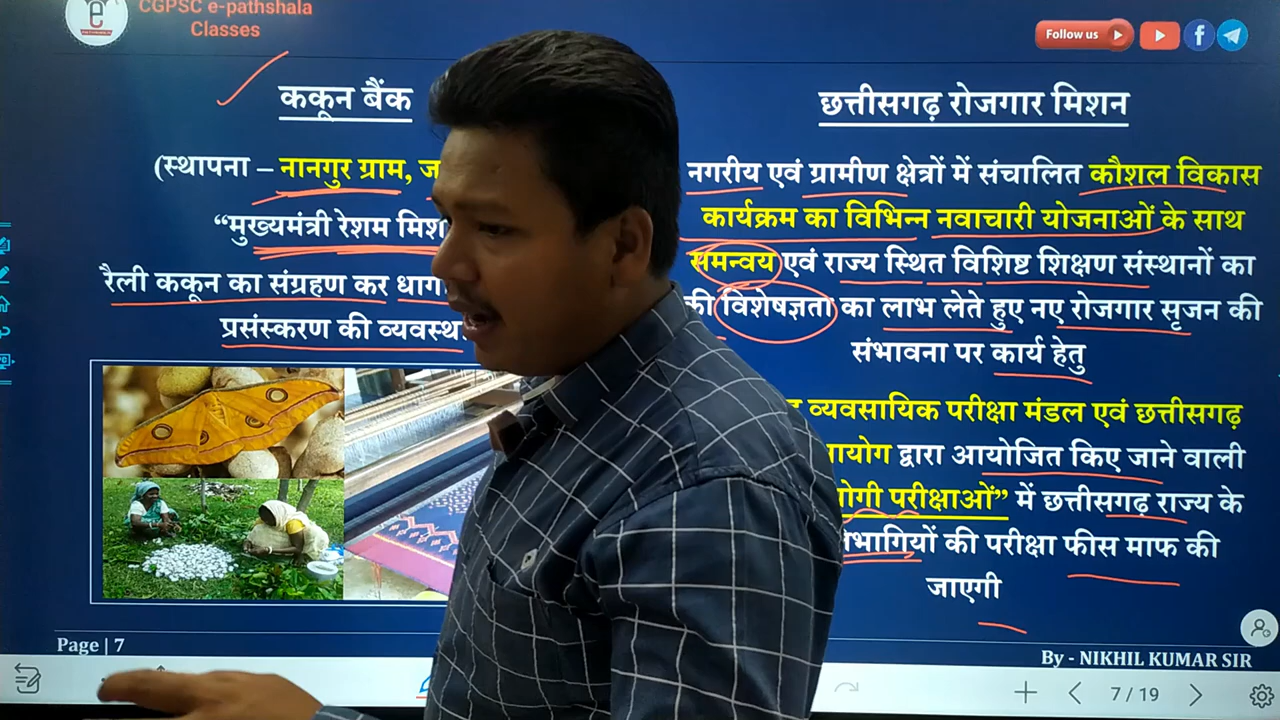 CGPSC e-pathshala
Classes
e
Follow us
ककून बैंक
(स्थापना – नानगुर ग्राम,
"मुख्यमंत्री रेशम
रैली ककून का संग्रहण कर
प्रसंस्करण की
छत्तीसगढ़ रोजगार मिशन
नगरीय एवं ग्रामीण क्षेत्रों में संचालित कौशल विकास
कार्यक्रम का विभिन्न नवाचारी योजनाओं के साथ
समन्वय एवं राज्य स्थित विशिष्ट शिक्षण संस्थानों का
की विशेषज्ञता का लाभ लेते हुए नए रोजगार सृजन की
संभावना पर कार्य हेतु
व्यवसायिक परीक्षा मंडल एवं छत्तीसगढ़
द्वारा आयोजित किए जाने वाली
परीक्षाओं" में छत्तीसगढ़ राज्य के
की परीक्षा फीस माफ की
जाएगी
Page | 7
By - NIKHIL KUMAR SIR
7 / 19